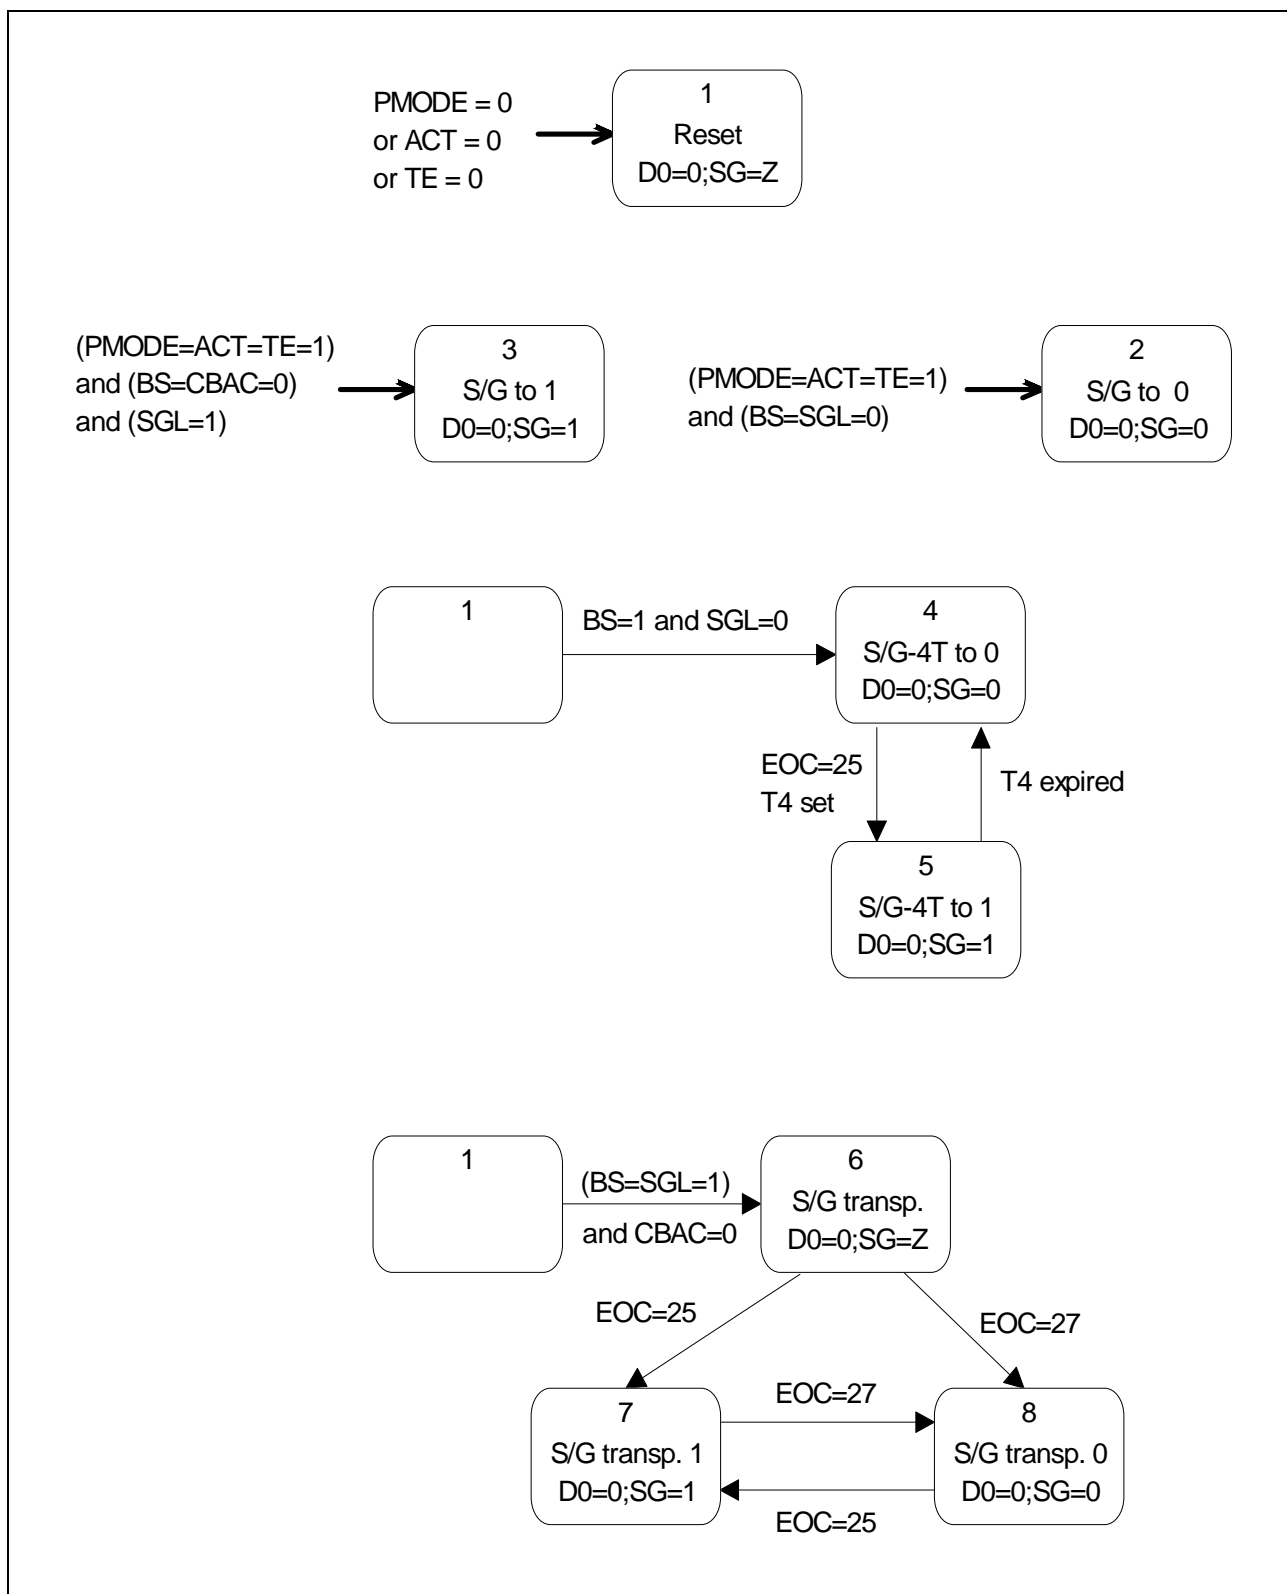 PMODE = 0
or ACT = 0
or TE = 0
1
Reset
D0=0;SG=Z
(PMODE=ACT=TE=1)
and (BS=CBAC=0)
and (SGL=1)
3
S/G to 1
D0=0;SG=1
(PMODE=ACT=TE=1)
and (BS=SGL=0)
2
S/G to 0
D0=0;SG=0
1
BS=1 and SGL=0
4
S/G-4T to 0
D0=0;SG=0
EOC=25
T4 set
T4 expired
5
S/G-4T to 1
D0=0;SG=1
1
(BS=SGL=1)
and CBAC=0
6
S/G transp.
D0=0;SG=Z
EOC=25
EOC=27
7
S/G transp. 1
D0=0;SG=1
EOC=27
EOC=25
8
S/G transp. 0
D0=0;SG=0